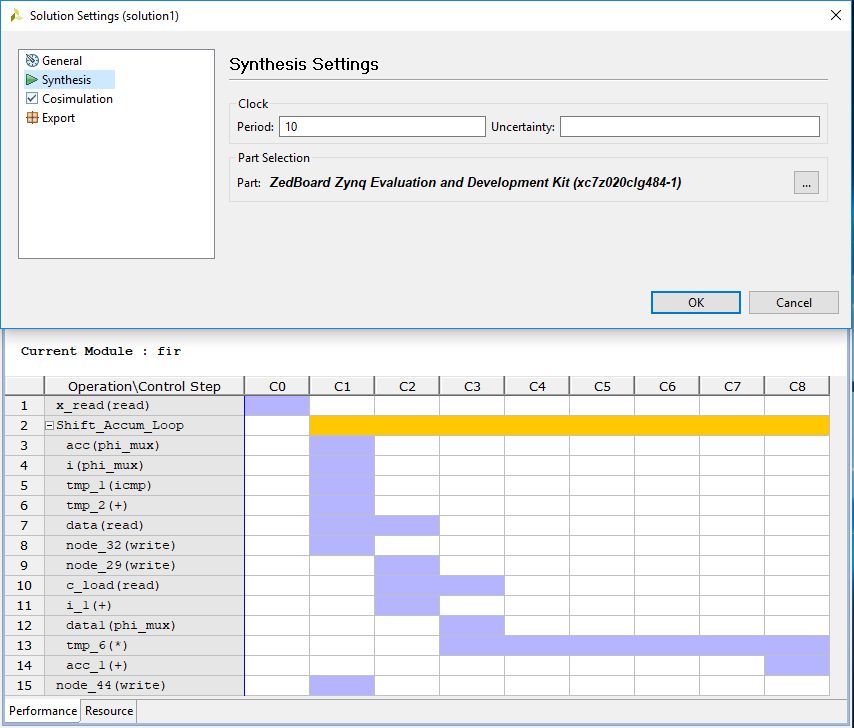 Solution Settings (solution1)
General
Synthesis
Cosimulation
Export
Synthesis Settings
Clock
Period: 10 Uncertainty:
Part Selection
Part: ZedBoard Zynq Evaluation and Development Kit (xc7z020clg484-1)
...
OK Cancel
Current Module : fir
Operation\Control Step C0 C1 C2 C3 C4 C5 C6 C7 C8
1 x_read(read)
2 Shift_Accum_Loop
3 acc(phi_mux)
4 i(phi_mux)
5 tmp_1(icmp)
6 tmp_2(+)
7 data(read)
8 node_32(write)
9 node_29(write)
10 c_load(read)
11 i_1(+)
12 data1(phi_mux)
13 tmp_6(*)
14 acc_1(+)
15 node_44(write)
Performance Resource